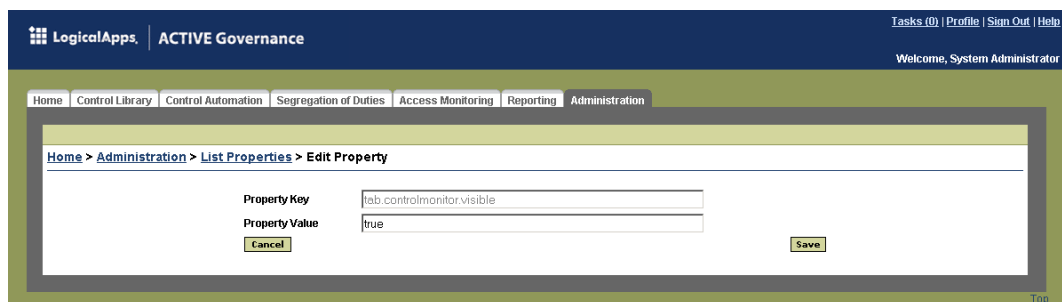 Tasks (0) | Profile | Sign Out | Help
LogicalApps, ACTIVE Governance
Welcome, System Administrator
Home Control Library Control Automation Segregation of Duties Access Monitoring Reporting Administration
Home > Administration > List Properties > Edit Property
Property Key tab.controlmonitor.visible
Property Value true
Cancel Save
Top